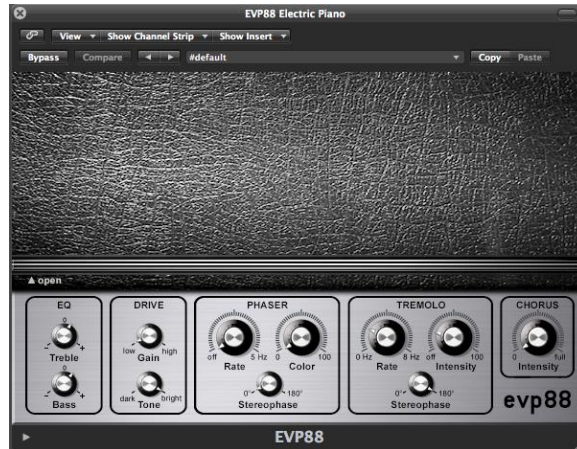 EVP88 Electric Piano
View Show Channel Strip Show Insert
Bypass Compare #default Copy Paste
open
EQ DRIVE PHASER TREMOLO CHORUS
0
- +
Treble
low high
Gain
off 5 Hz
Rate
0 100
Color
0 Hz 8 Hz
Rate
off 100
Intensity
0 full
Intensity
0
- +
Bass
dark bright
Tone
0° 180°
Stereophase
0° 180°
Stereophase
evp88
EVP88